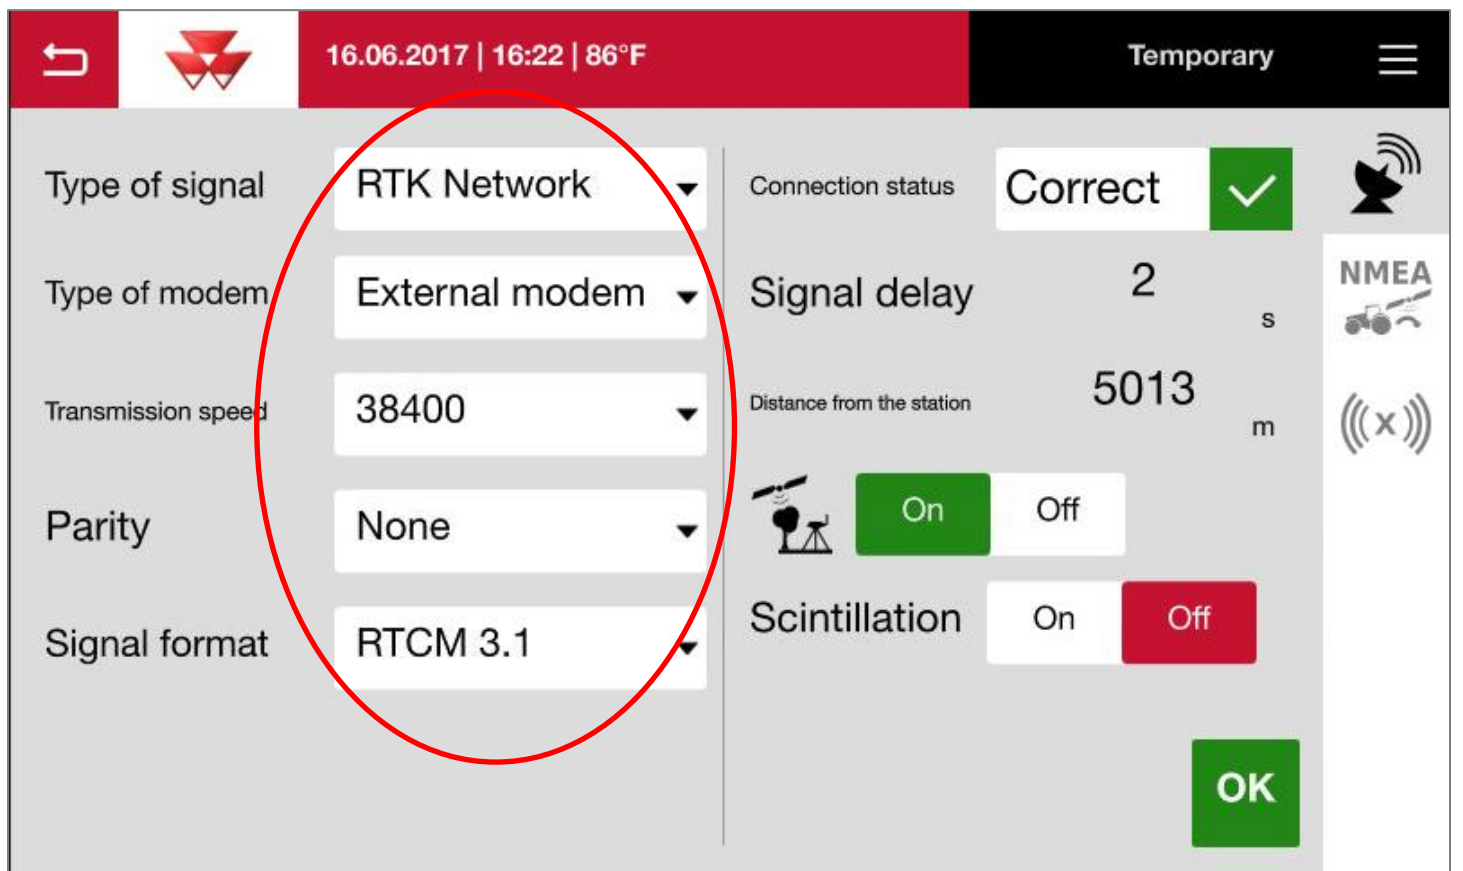 16.06.2017 | 16:22 | 86°F
Temporary
Type of signal
RTK Network
Type of modem
External modem
Transmission speed
38400
Parity
None
Signal format
RTCM 3.1
Connection status
Correct
Signal delay
2
s
Distance from the station
5013
m
On
Off
Scintillation
On
Off
OK
NMEA
((( x )))